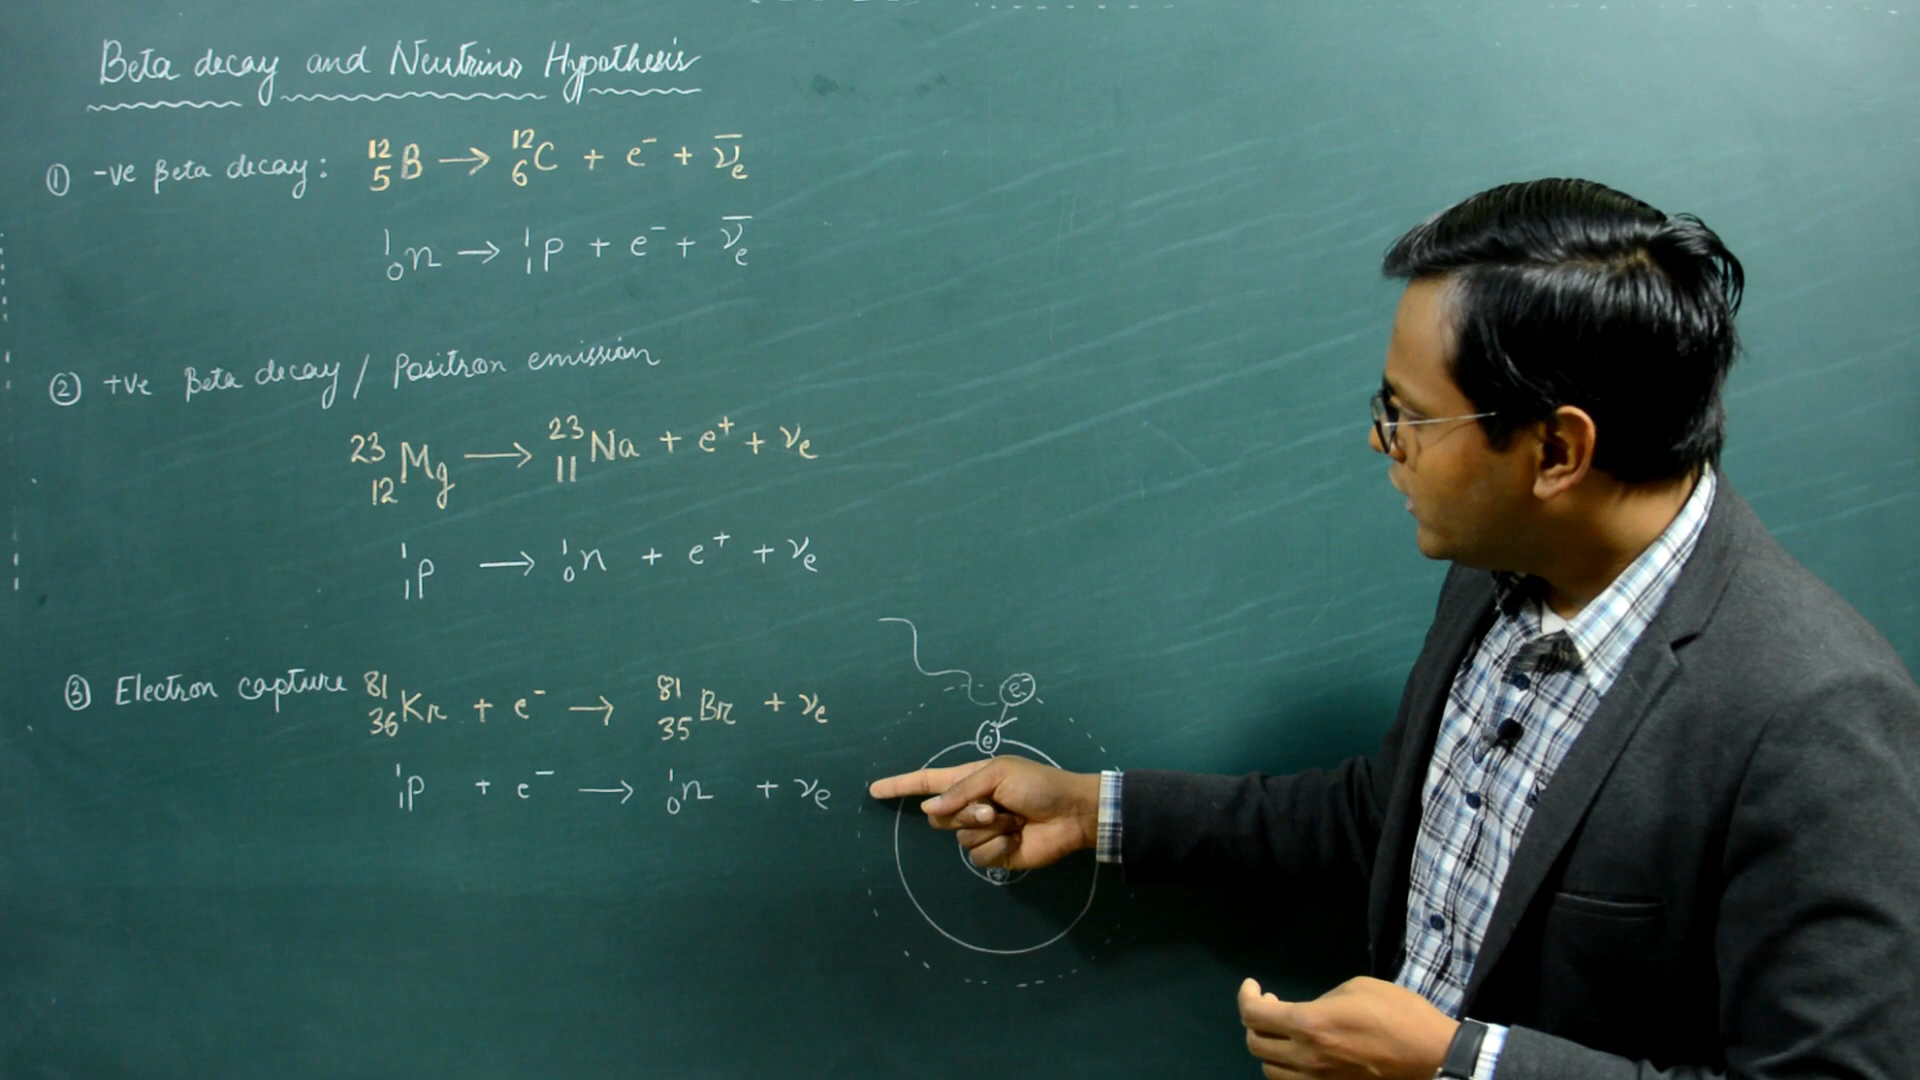 Beta decay and Neutrino Hypothesis
① -ve Beta decay: ¹²₅B → ¹²₆C + e⁻ + ν̅ₑ
¹₀n → ¹₁p + e⁻ + ν̅ₑ
② +ve Beta decay / Positron emission
²³₁₂Mg → ²³₁₁Na + e⁺ + νₑ
¹₁p → ¹₀n + e⁺ + νₑ
③ Electron capture ⁸¹₃₆Kr + e⁻ → ⁸¹₃₅Br + νₑ
¹₁p + e⁻ → ¹₀n + νₑ
e⁻
e⁻